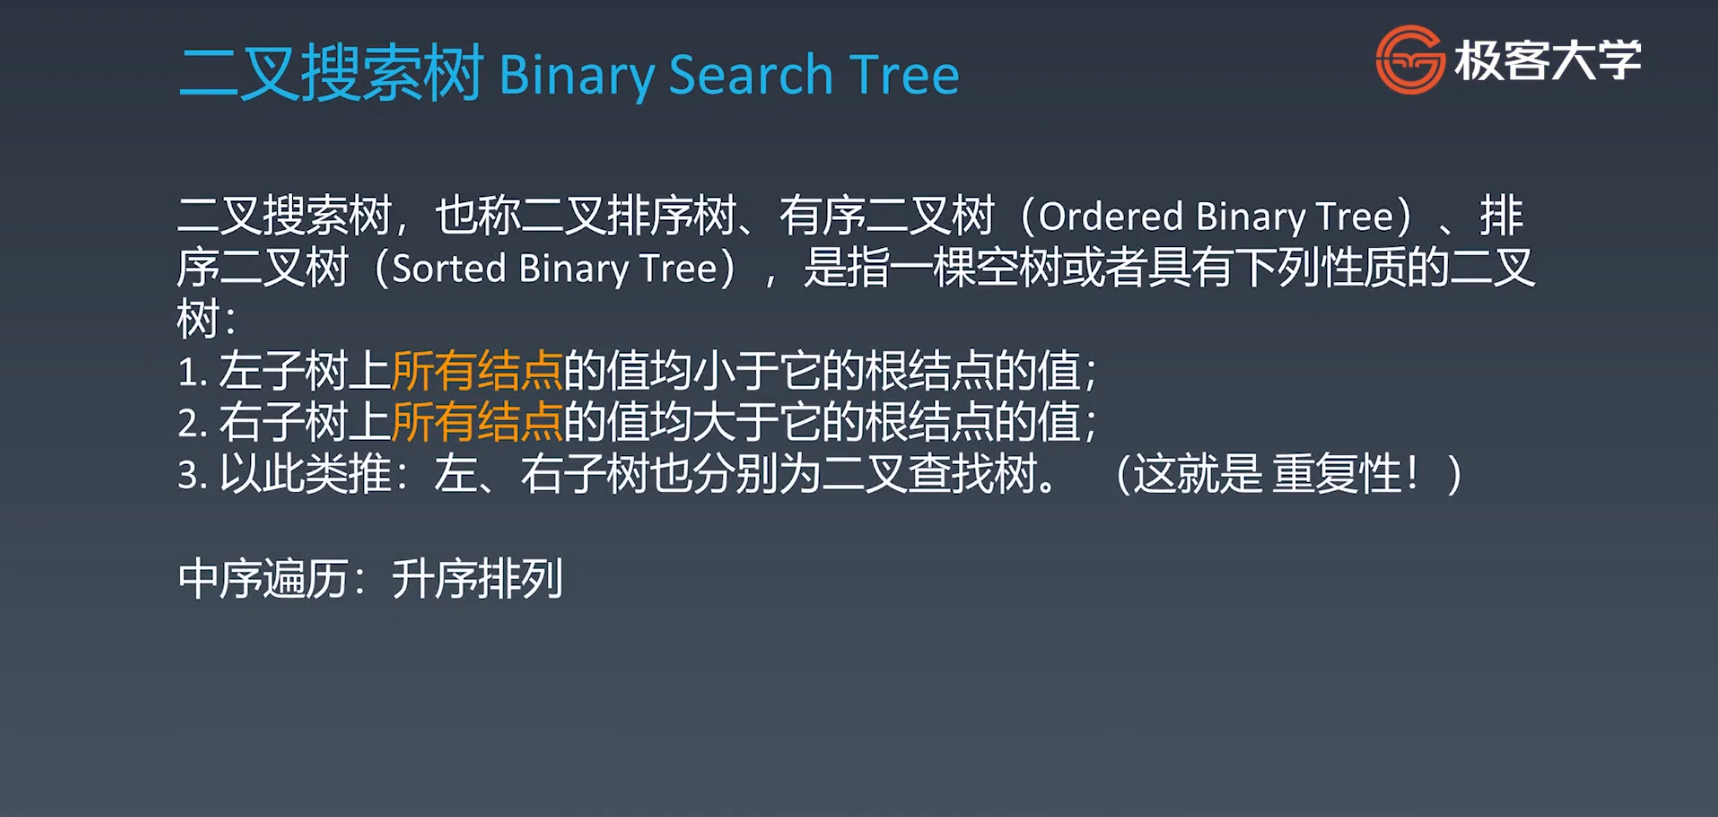 二叉搜索树 Binary Search Tree
极客大学
二叉搜索树，也称二叉排序树、有序二叉树（Ordered Binary Tree）、排
序二叉树（Sorted Binary Tree），是指一棵空树或者具有下列性质的二叉
树：
1. 左子树上所有结点的值均小于它的根结点的值；
2. 右子树上所有结点的值均大于它的根结点的值；
3. 以此类推：左、右子树也分别为二叉查找树。 （这就是 重复性！）
中序遍历：升序排列